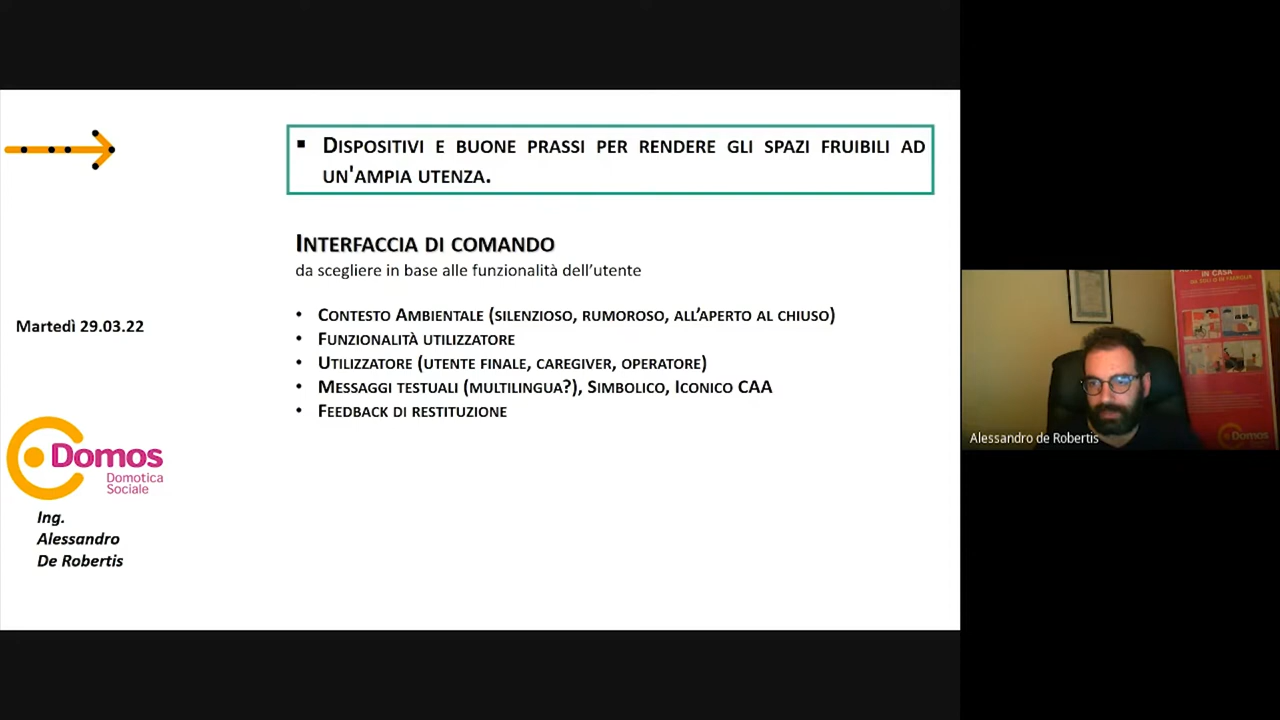 ▪ DISPOSITIVI E BUONE PRASSI PER RENDERE GLI SPAZI FRUIBILI AD
UN'AMPIA UTENZA.
INTERFACCIA DI COMANDO
da scegliere in base alle funzionalità dell’utente
• CONTESTO AMBIENTALE (SILENZIOSO, RUMOROSO, ALL’APERTO AL CHIUSO)
• FUNZIONALITÀ UTILIZZATORE
• UTILIZZATORE (UTENTE FINALE, CAREGIVER, OPERATORE)
• MESSAGGI TESTUALI (MULTILINGUA?), SIMBOLICO, ICONICO CAA
• FEEDBACK DI RESTITUZIONE
Martedì 29.03.22
Domos
Domotica
Sociale
Ing.
Alessandro
De Robertis
IN CASA
Domos
Alessandro de Robertis